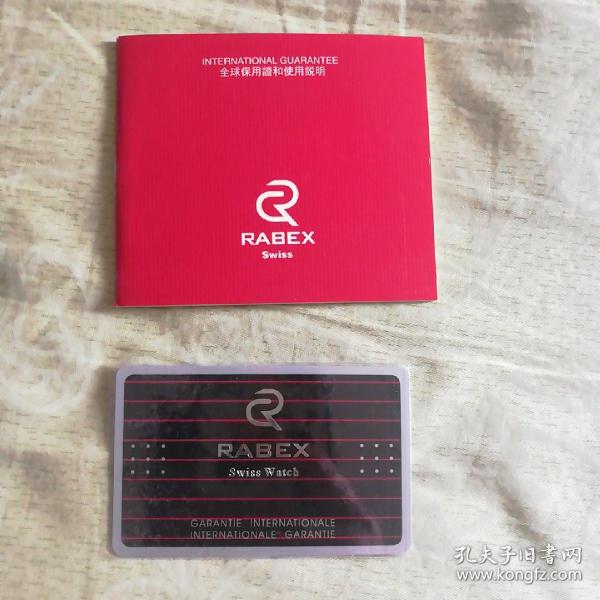 INTERNATIONAL GUARANTEE
全球保用證和使用説明
RABEX
Swiss
RABEX
Swiss Watch
GARANTIE INTERNATIONALE
INTERNATIONALE GARANTIE
孔夫子旧书网
www.kongfz.com